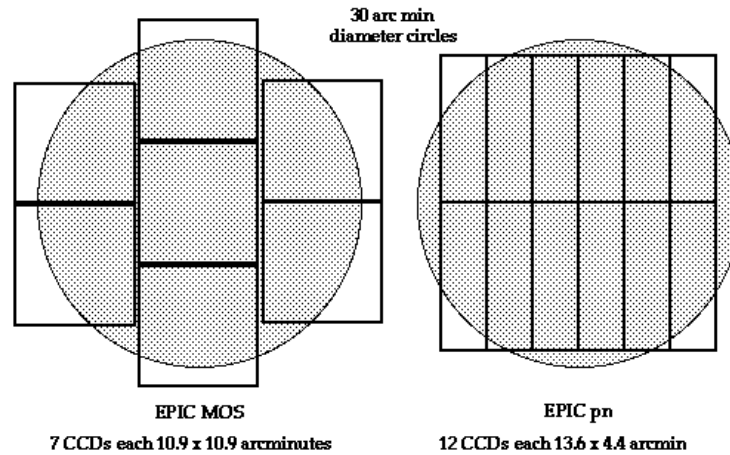 30 arc min
diameter circles
EPIC MOS
EPIC pn
7 CCDs each 10.9 x 10.9 arcminutes
12 CCDs each 13.6 x 4.4 arcmin